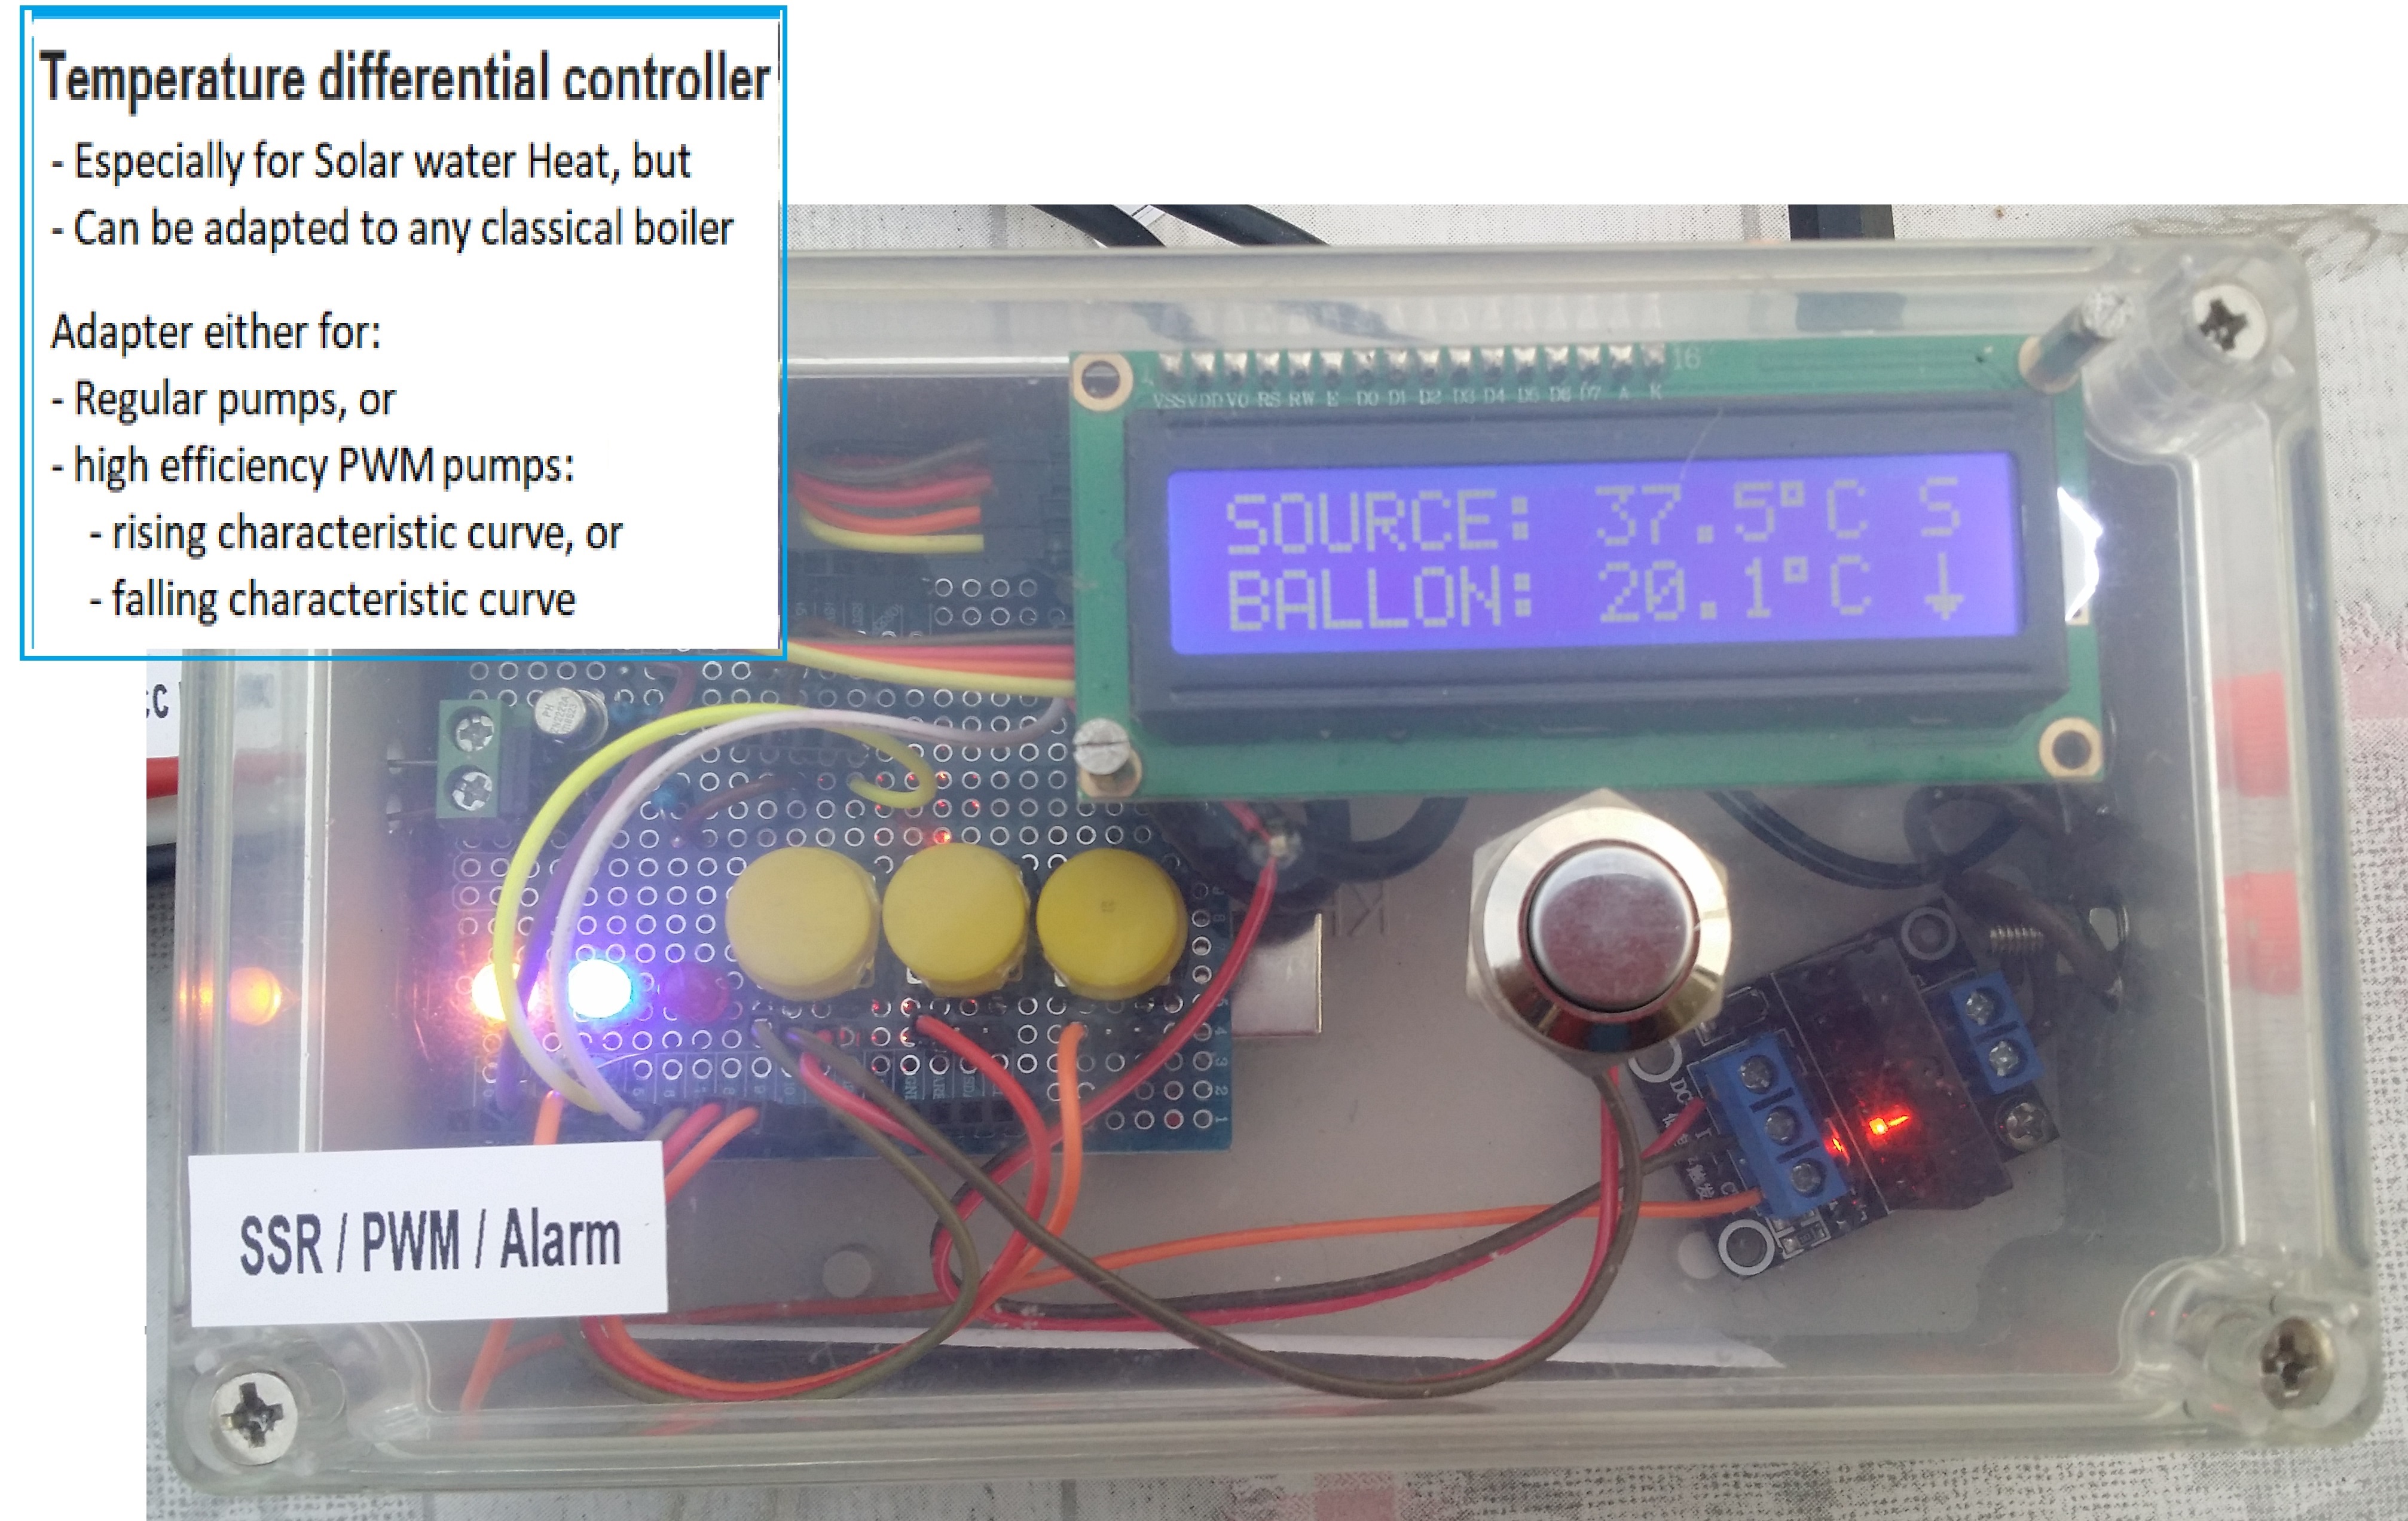 Temperature differential controller
- Especially for Solar water Heat, but
- Can be adapted to any classical boiler
Adapter either for:
- Regular pumps, or
- high efficiency PWM pumps:
- rising characteristic curve, or
- falling characteristic curve
1 16
VSS VDD V0 RS RW E D0 D1 D2 D3 D4 D5 D6 D7 A K
SOURCE: 37.5°C S
BALLON: 20.1°C
SSR / PWM / Alarm